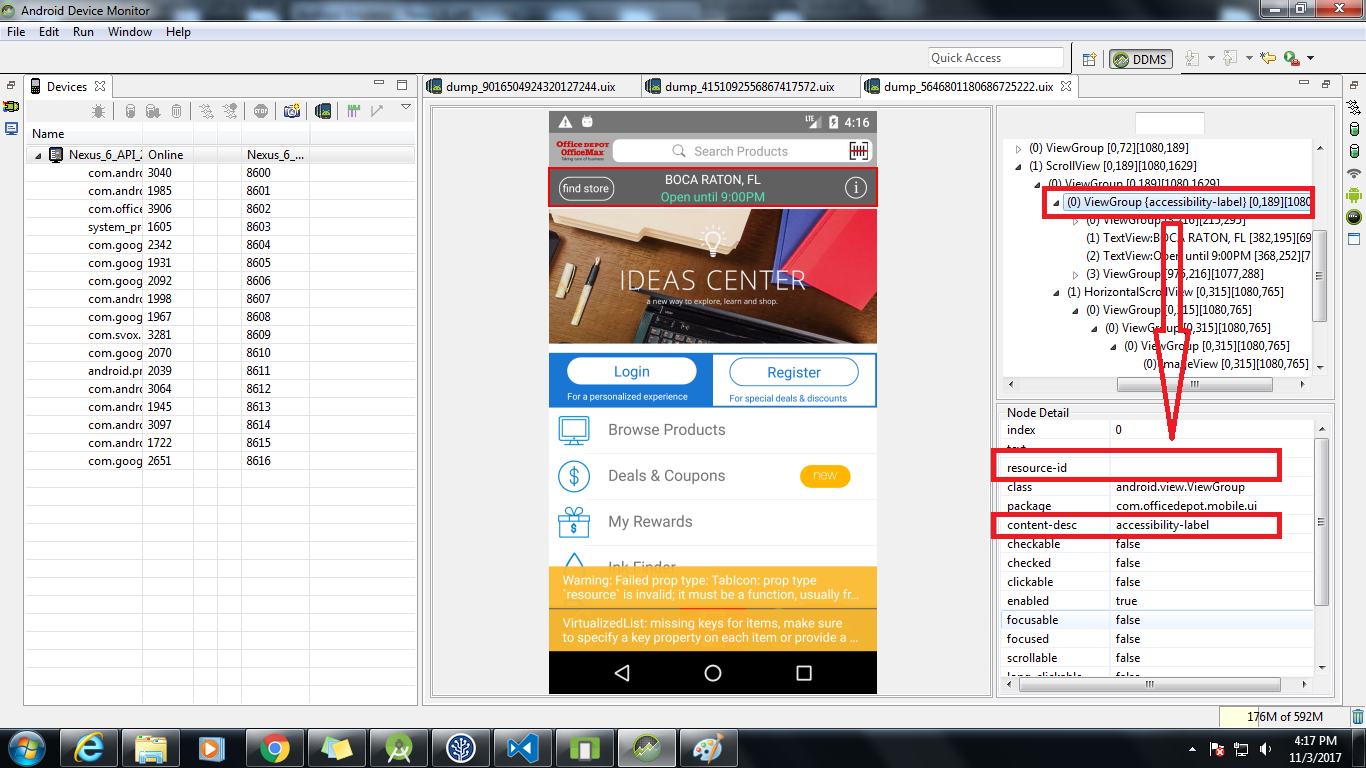 Android Device Monitor
File Edit Run Window Help
Quick Access
DDMS
Devices
Name
Nexus_6_API_2 Online Nexus_6_...
com.andro 3040 8600
com.andro 1985 8601
com.office 3906 8602
system_pr 1605 8603
com.goog 2342 8604
com.goog 1931 8605
com.goog 2092 8606
com.andro 1998 8607
com.goog 1967 8608
com.svox. 3281 8609
com.goog 2070 8610
android.pr 2039 8611
com.andro 3064 8612
com.andro 1945 8613
com.andro 3097 8614
com.andro 1722 8615
com.goog 2651 8616
dump_9016504924320127244.uix
dump_4151092556867417572.uix
dump_5646801180686725222.uix
LTE 4:16
Office DEPOT
OfficeMax
Taking care of business
Search Products
find store
BOCA RATON, FL
Open until 9:00PM
IDEAS CENTER
a new way to explore, learn and shop.
Login
For a personalized experience
Register
For special deals & discounts
Browse Products
Deals & Coupons
new
My Rewards
Ink Finder
Warning: Failed prop type: TabIcon: prop type
`resource` is invalid; it must be a function, usually fr...
VirtualizedList: missing keys for items, make sure
to specify a key property on each item or provide a ...
(0) ViewGroup [0,72][1080,189]
(1) ScrollView [0,189][1080,1629]
(0) ViewGroup [0,189][1080,1629]
(0) ViewGroup {accessibility-label} [0,189][1080
(0) ViewGroup [3,216][215,295]
(1) TextView:BOCA RATON, FL [382,195][69
(2) TextView:Open until 9:00PM [368,252][7
(3) ViewGroup [976,216][1077,288]
(1) HorizontalScrollView [0,315][1080,765]
(0) ViewGroup [0,315][1080,765]
(0) ViewGroup [0,315][1080,765]
(0) ViewGroup [0,315][1080,765]
(0) ImageView [0,315][1080,765]
Node Detail
index 0
text
resource-id
class android.view.ViewGroup
package com.officedepot.mobile.ui
content-desc accessibility-label
checkable false
checked false
clickable false
enabled true
focusable false
focused false
scrollable false
long-clickable false
176M of 592M
4:17 PM
11/3/2017